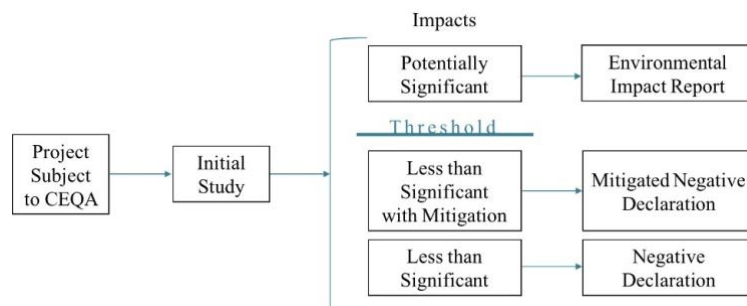 Impacts
Potentially
Significant
Environmental
Impact Report
Threshold
Project
Subject
to CEQA
Initial
Study
Less than
Significant
with Mitigation
Mitigated Negative
Declaration
Less than
Significant
Negative
Declaration